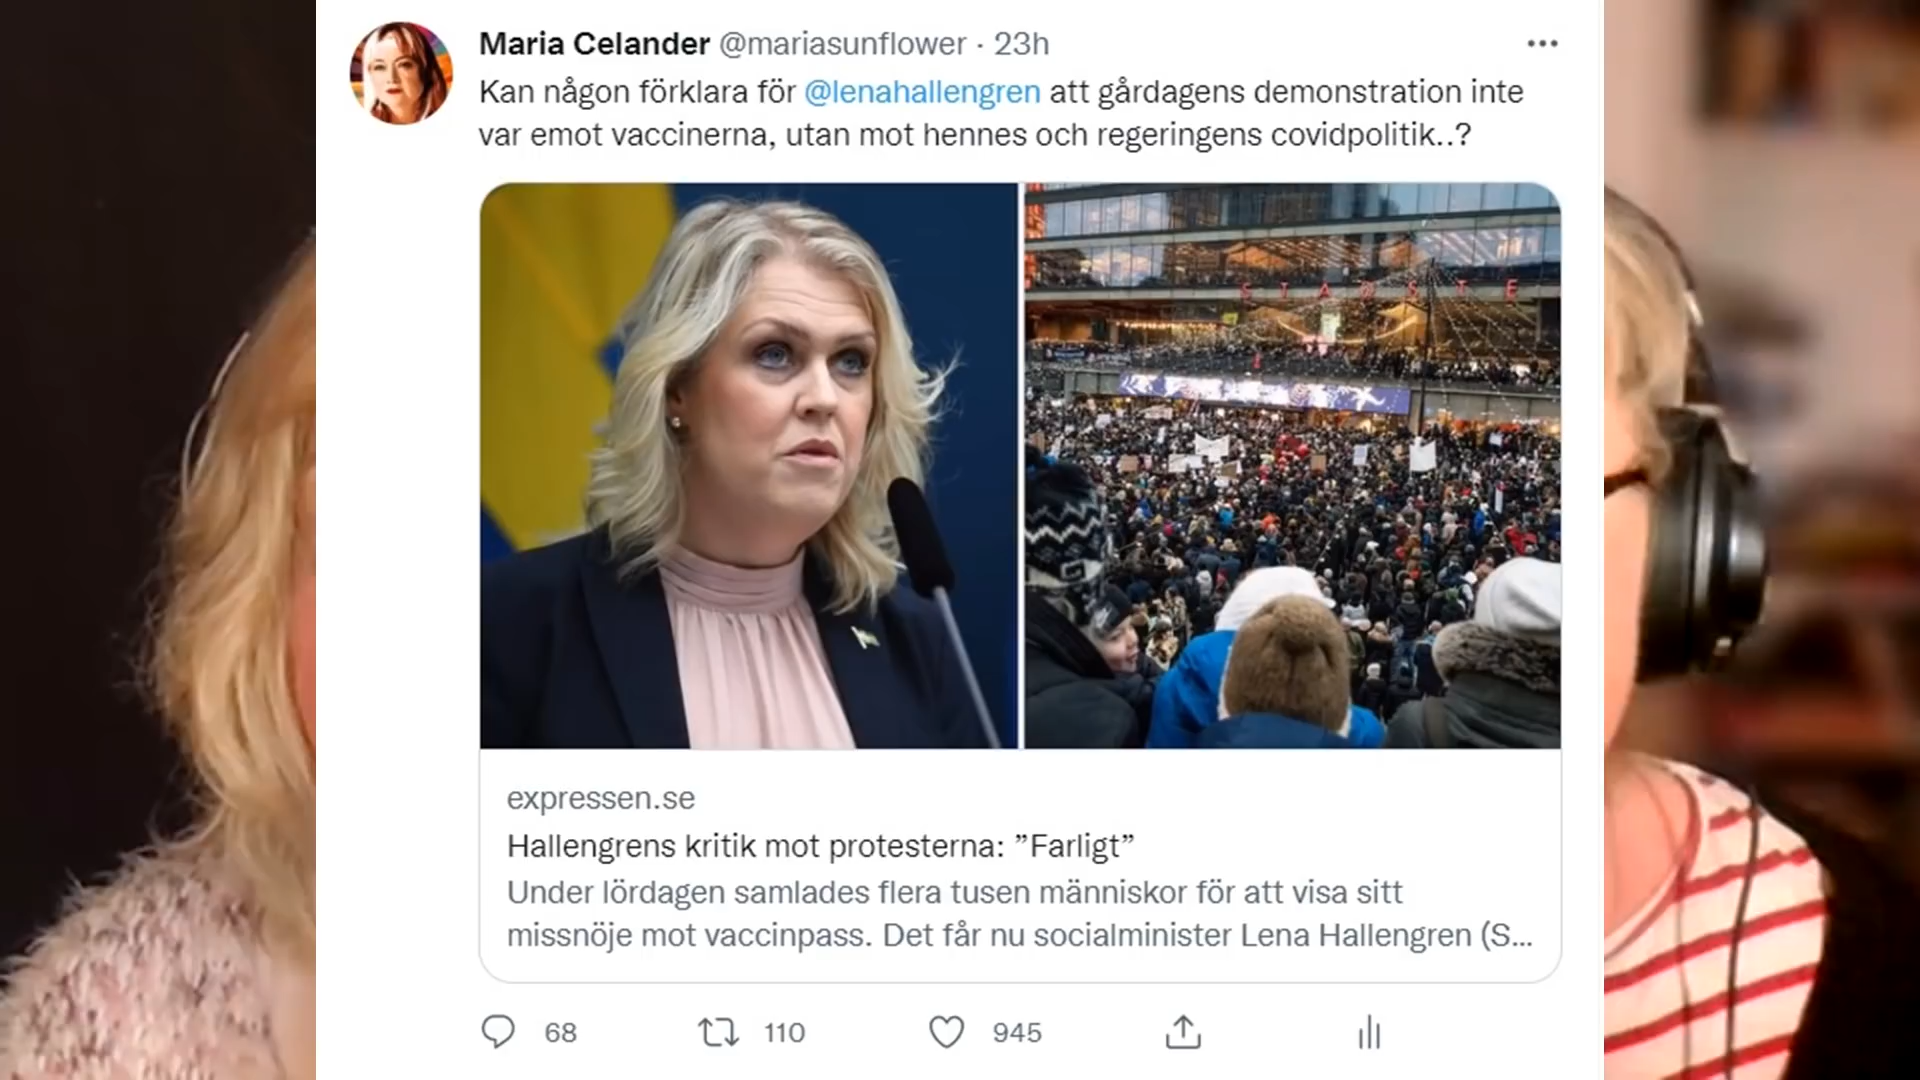 Maria Celander @mariasunflower · 23h
Kan någon förklara för @lenahallengren att gårdagens demonstration inte
var emot vaccinerna, utan mot hennes och regeringens covidpolitik..?
STADSTE
expressen.se
Hallengrens kritik mot protesterna: ”Farligt”
Under lördagen samlades flera tusen människor för att visa sitt
missnöje mot vaccinpass. Det får nu socialminister Lena Hallengren (S...
68 110 945